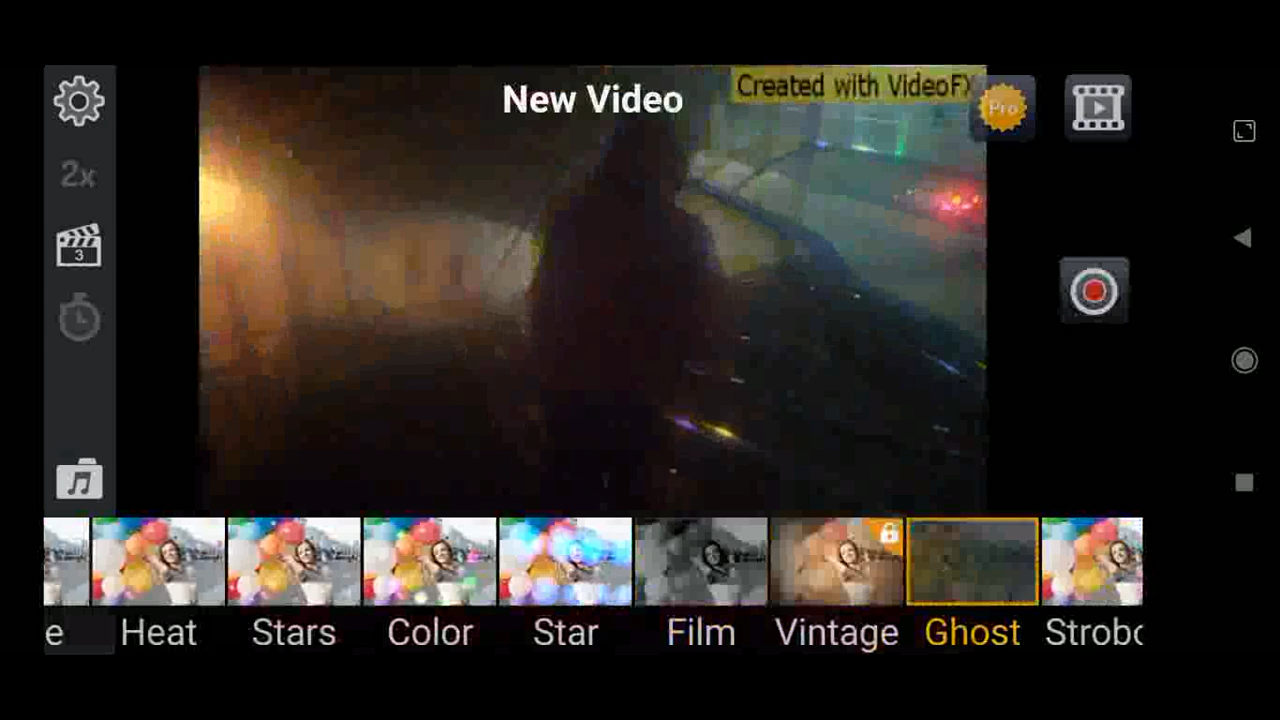 New Video
Created with VideoFX
Pro
2x
3
e
Heat
Stars
Color
Star
Film
Vintage
Ghost
Strobo